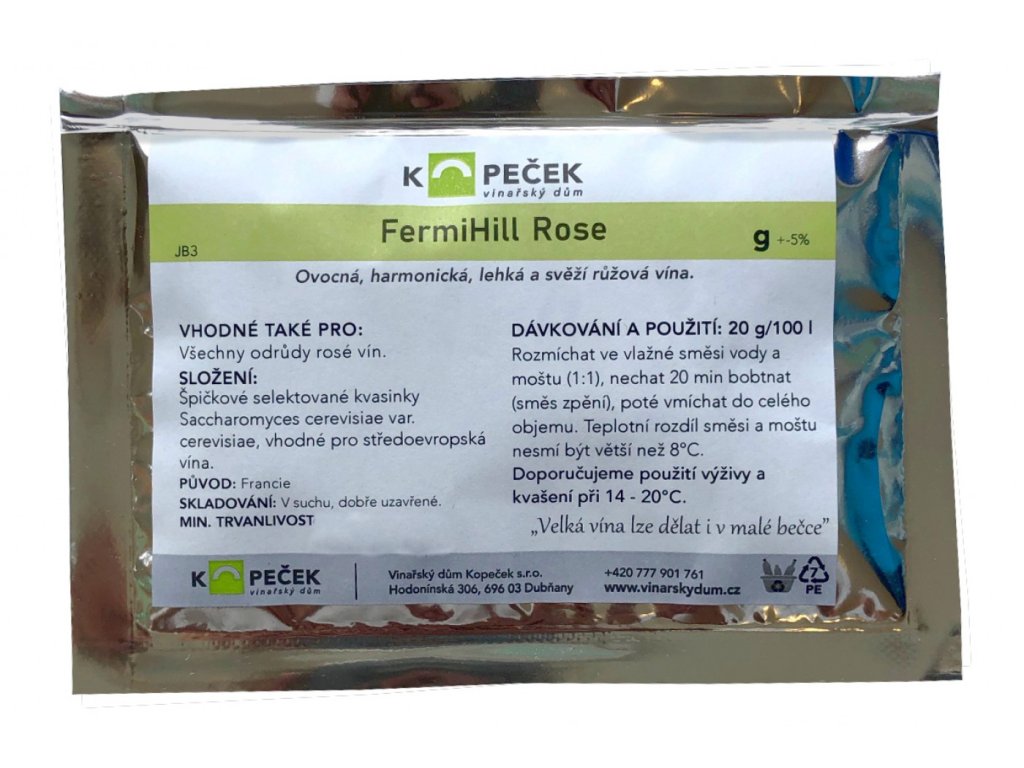 K PEČEK
vinařský dům
FermiHill Rose
JB3
g +-5%
Ovocná, harmonická, lehká a svěží růžová vína.
VHODNÉ TAKÉ PRO:
Všechny odrůdy rosé vín.
SLOŽENÍ:
Špičkové selektované kvasinky
Saccharomyces cerevisiae var.
cerevisiae, vhodné pro středoevropská
vína.
PŮVOD: Francie
SKLADOVÁNÍ: V suchu, dobře uzavřené.
MIN. TRVANLIVOST
DÁVKOVÁNÍ A POUŽITÍ: 20 g/100 l
Rozmíchat ve vlažné směsi vody a
moštu (1:1), nechat 20 min bobtnat
(směs zpění), poté vmíchat do celého
objemu. Teplotní rozdíl směsi a moštu
nesmí být větší než 8°C.
Doporučujeme použití výživy a
kvašení při 14 - 20°C.
„Velká vína lze dělat i v malé bečce”
K PEČEK
vinařský dům
Vinařský dům Kopeček s.r.o.
Hodonínská 306, 696 03 Dubňany
+420 777 901 761
www.vinarskydum.cz
7
PE